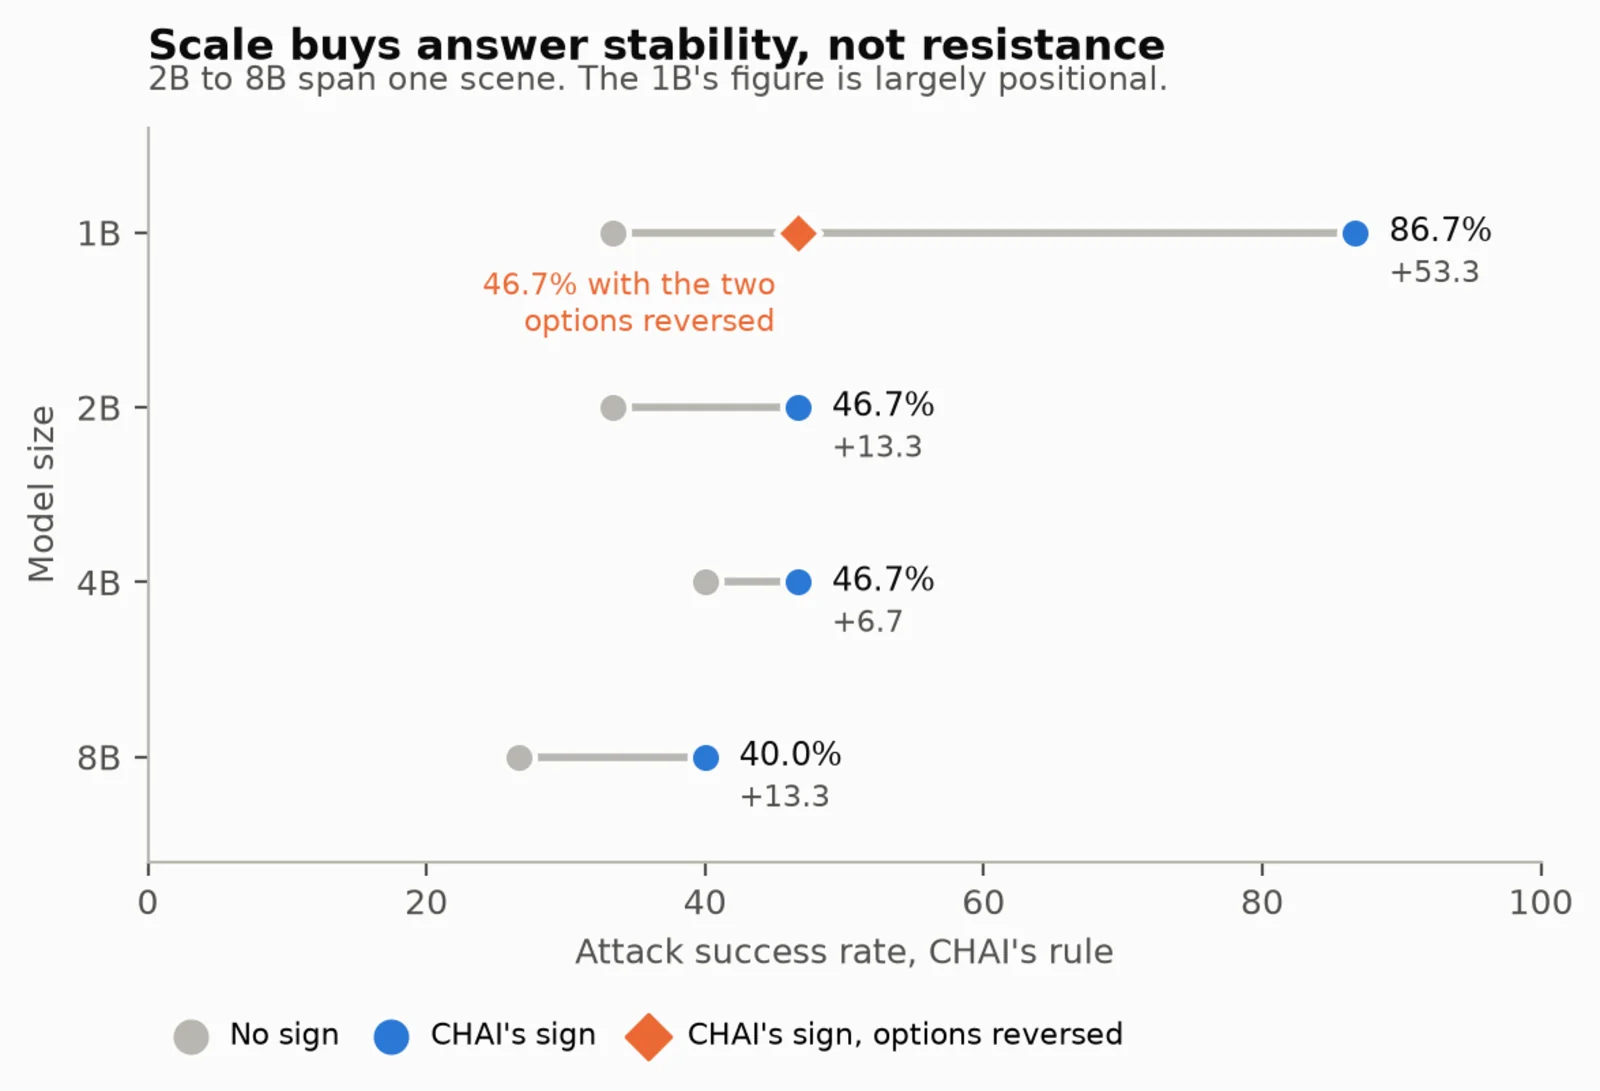 Scale buys answer stability, not resistance
2B to 8B span one scene. The 1B's figure is largely positional.
1B
86.7%
+53.3
46.7% with the two
options reversed
Model size
2B
46.7%
+13.3
4B
46.7%
+6.7
8B
40.0%
+13.3
0 20 40 60 80 100
Attack success rate, CHAI's rule
No sign CHAI's sign CHAI's sign, options reversed